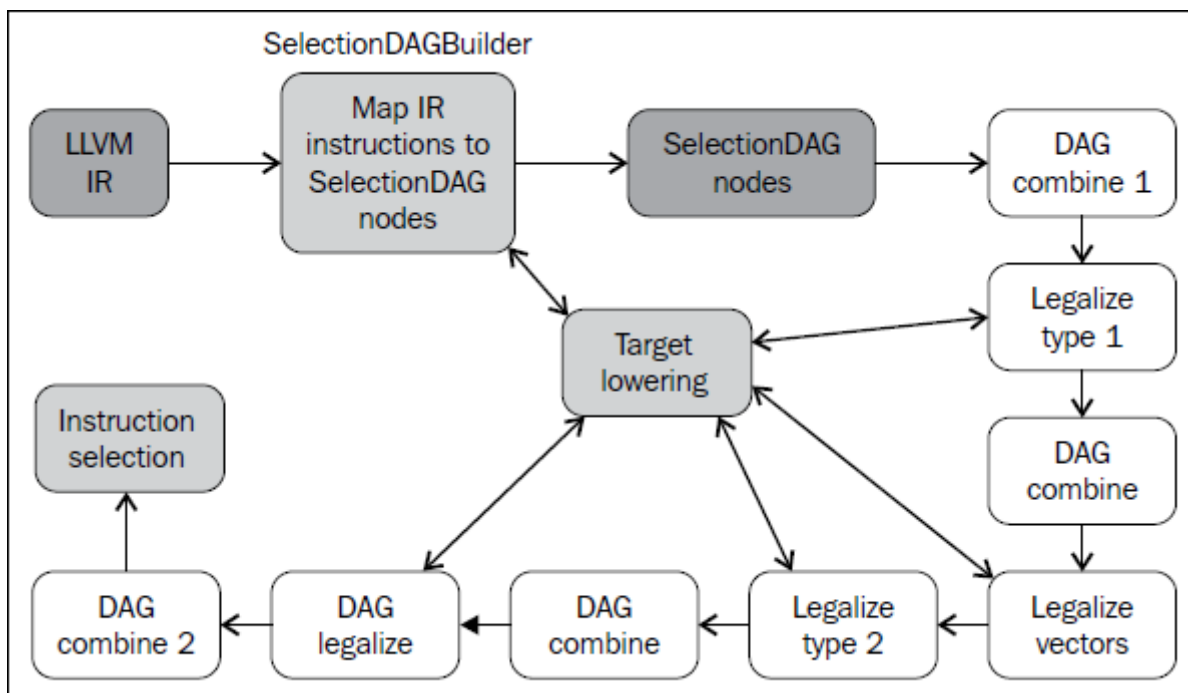 SelectionDAGBuilder
LLVM
IR
Map IR
instructions to
SelectionDAG
nodes
SelectionDAG
nodes
DAG
combine 1
Legalize
type 1
Target
lowering
Instruction
selection
DAG
combine
DAG
combine 2
DAG
legalize
DAG
combine
Legalize
type 2
Legalize
vectors